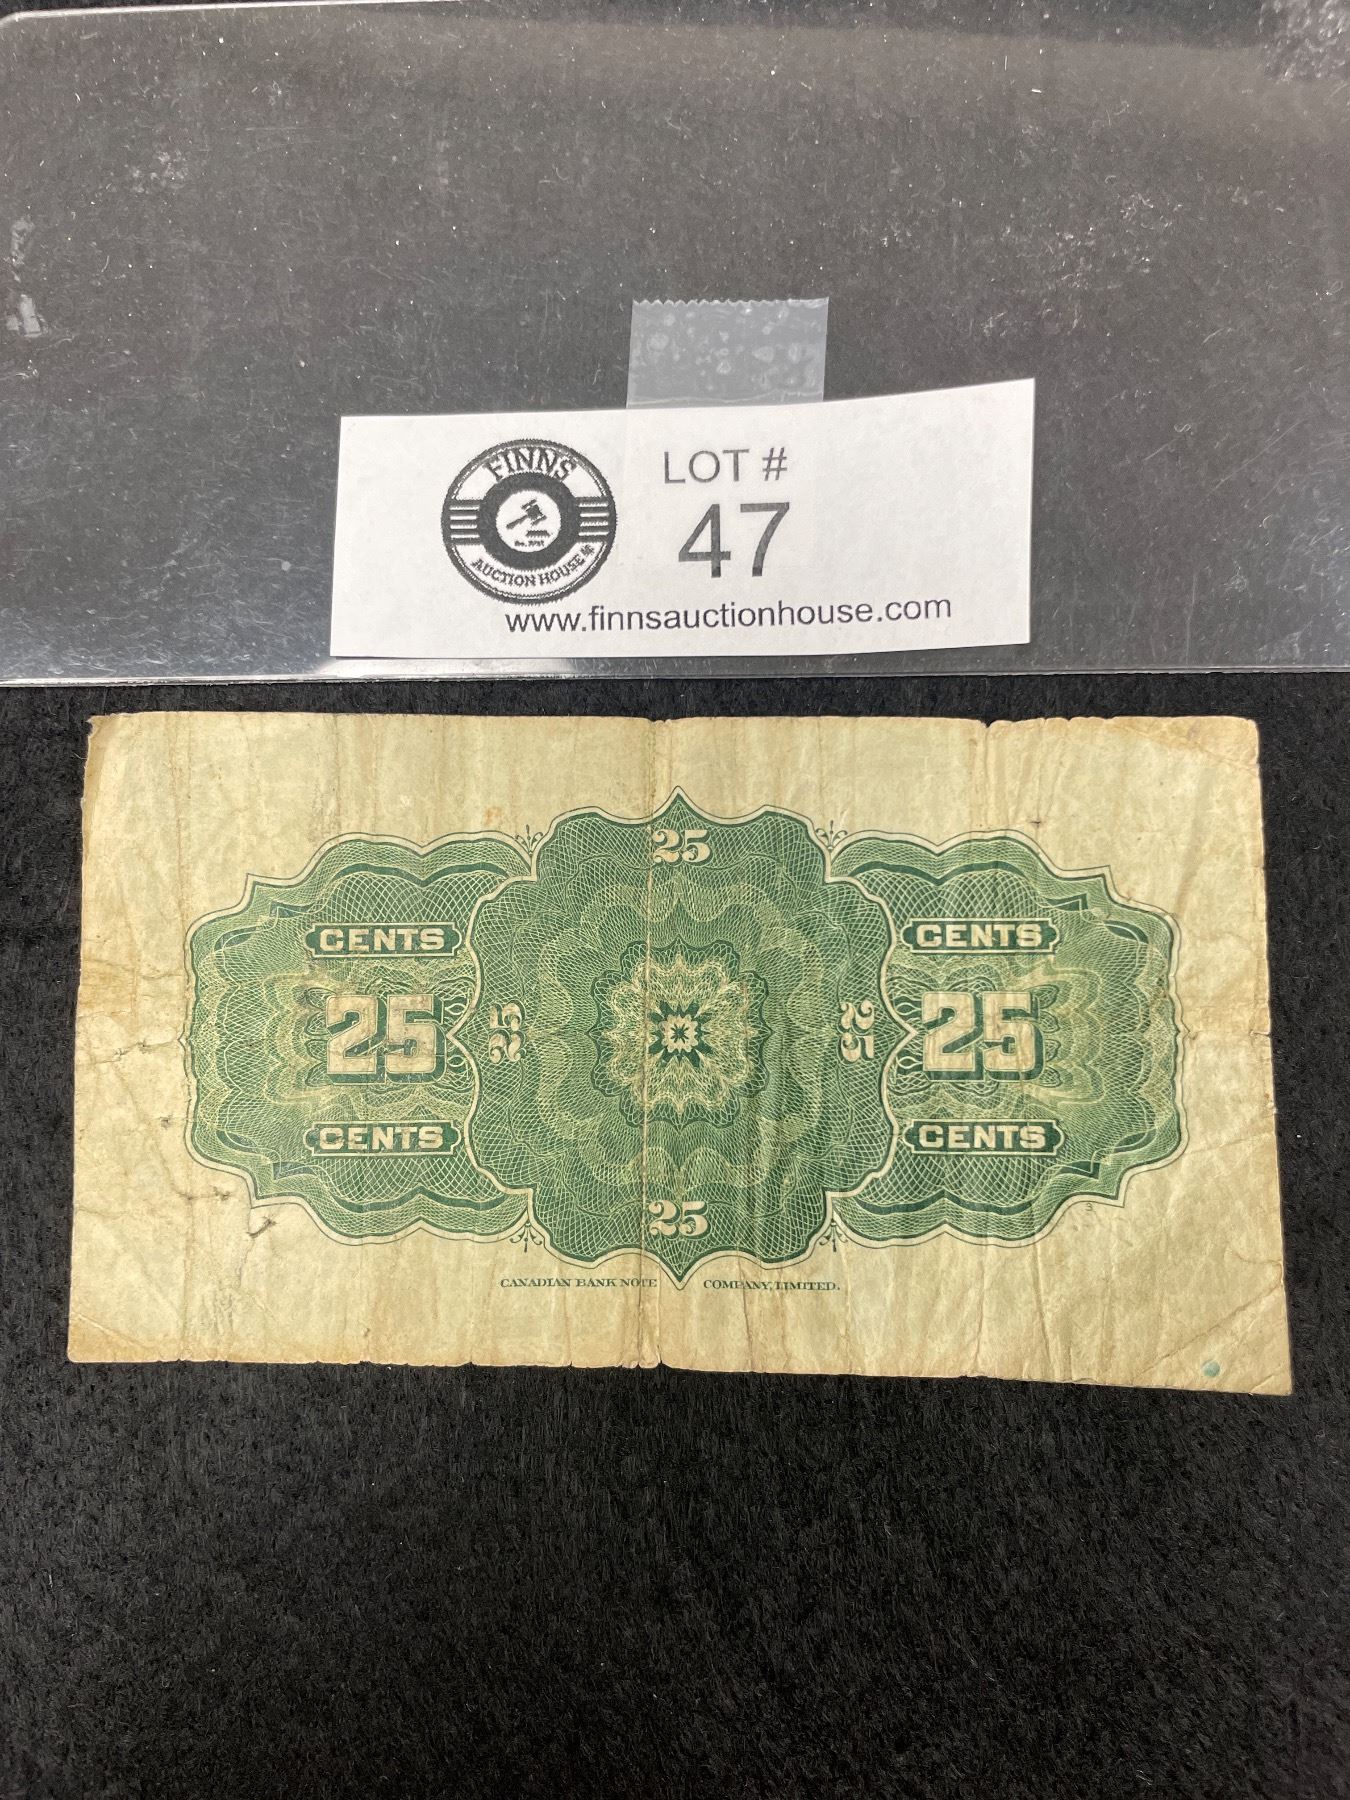 FINNS
AUCTION HOUSE
LOT #
47
www.finnsauctionhouse.com
25
CENTS CENTS
25 25 25 25
CENTS CENTS
25
CANADIAN BANK NOTE COMPANY, LIMITED.